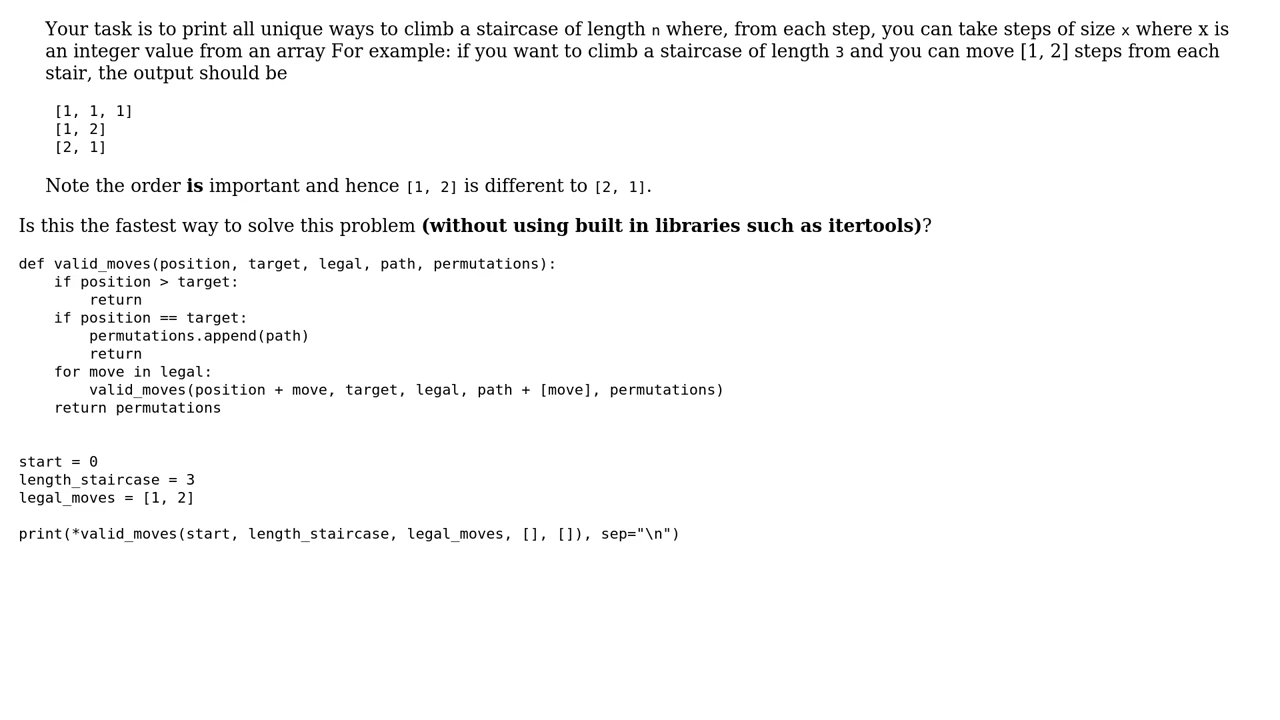 Your task is to print all unique ways to climb a staircase of length n where, from each step, you can take steps of size x where x is
an integer value from an array For example: if you want to climb a staircase of length 3 and you can move [1, 2] steps from each
stair, the output should be
[1, 1, 1]
[1, 2]
[2, 1]
Note the order is important and hence [1, 2] is different to [2, 1].
Is this the fastest way to solve this problem (without using built in libraries such as itertools)?
def valid_moves(position, target, legal, path, permutations):
    if position > target:
        return
    if position == target:
        permutations.append(path)
        return
    for move in legal:
        valid_moves(position + move, target, legal, path + [move], permutations)
    return permutations
start = 0
length_staircase = 3
legal_moves = [1, 2]
print(*valid_moves(start, length_staircase, legal_moves, [], []), sep="\n")